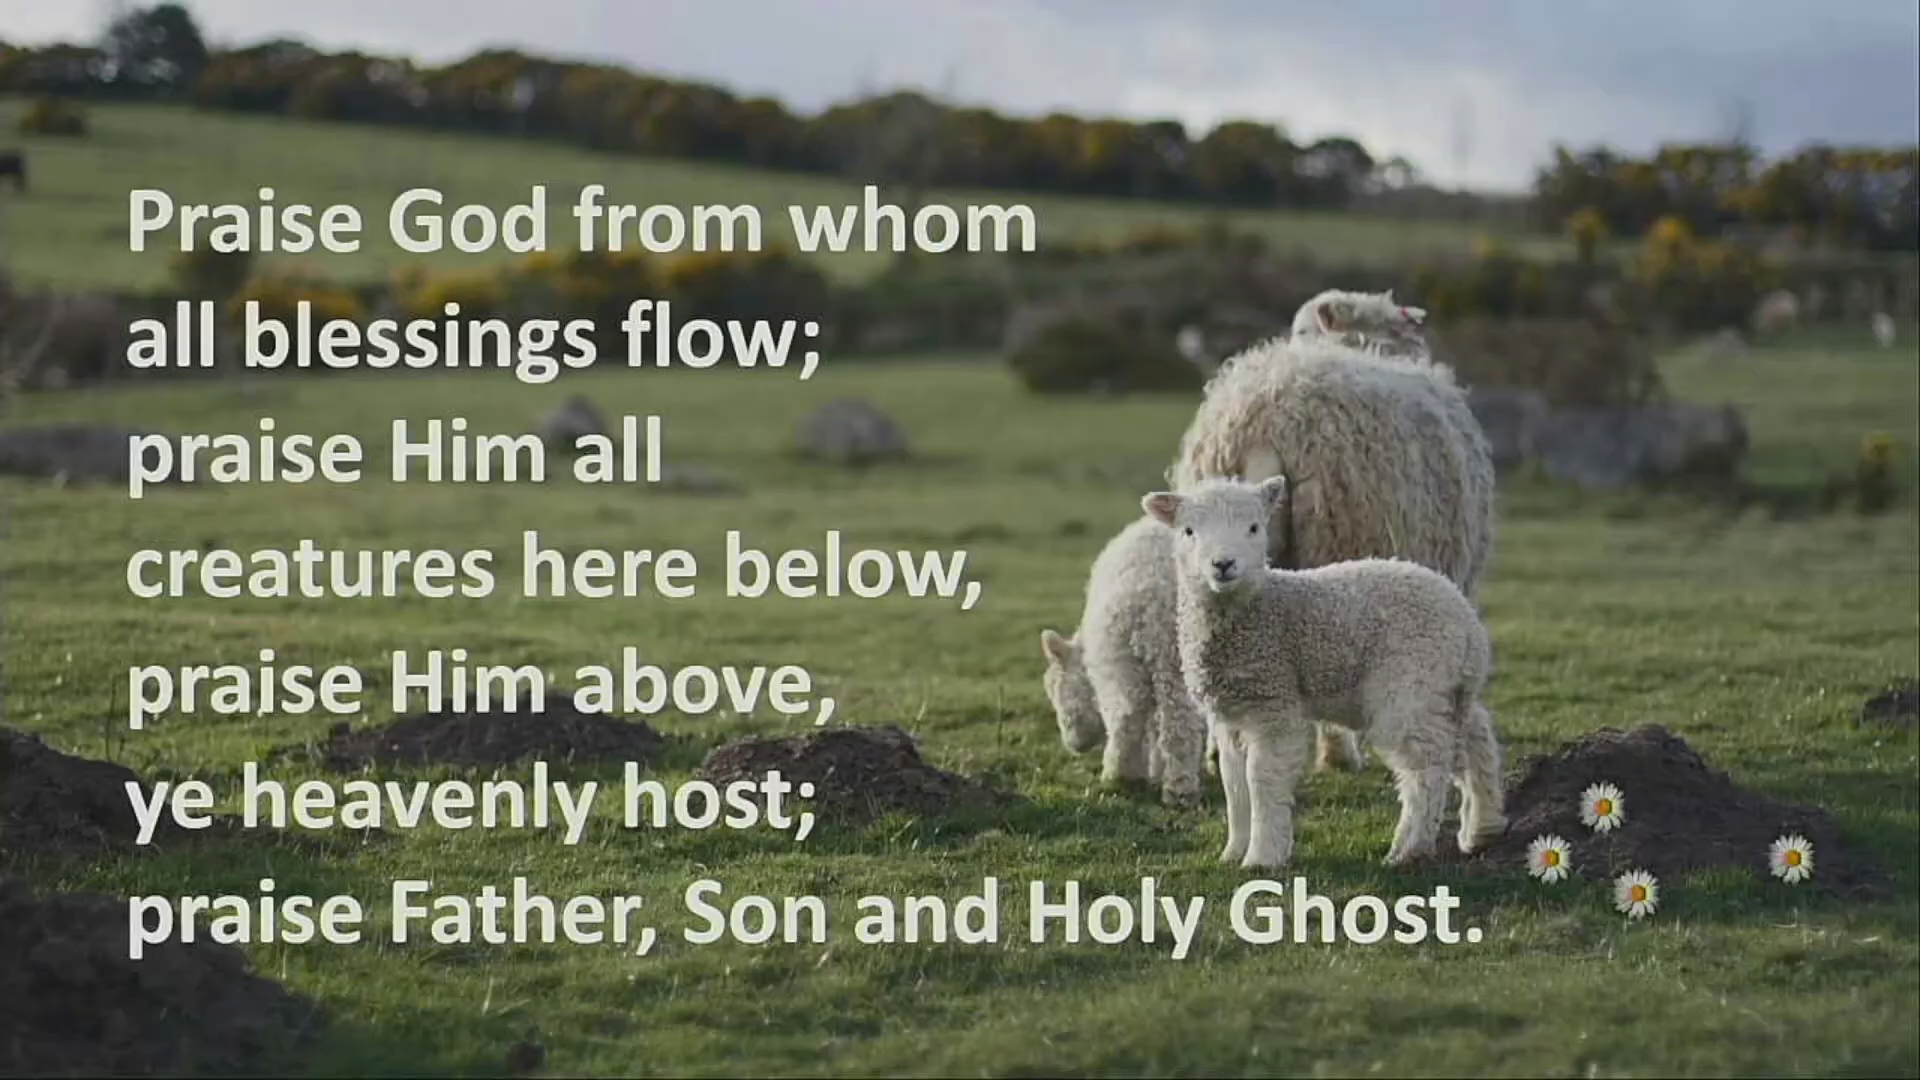 Praise God from whom
all blessings flow;
praise Him all
creatures here below,
praise Him above,
ye heavenly host;
praise Father, Son and Holy Ghost.